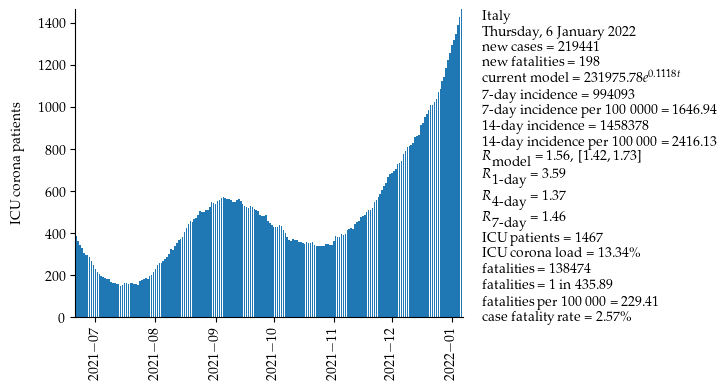 1400
1200
1000
800
600
400
200
0
ICU corona patients
2021−07
2021−08
2021−09
2021−10
2021−11
2021−12
2022−01
Italy
Thursday, 6 January 2022
new cases = 219441
new fatalities = 198
current model = 231975.78e^0.1118t
7-day incidence = 994093
7-day incidence per 100 0000 = 1646.94
14-day incidence = 1458378
14-day incidence per 100 000 = 2416.13
R_model = 1.56, [1.42, 1.73]
R_1-day = 3.59
R_4-day = 1.37
R_7-day = 1.46
ICU patients = 1467
ICU corona load = 13.34%
fatalities = 138474
fatalities = 1 in 435.89
fatalities per 100 000 = 229.41
case fatality rate = 2.57%